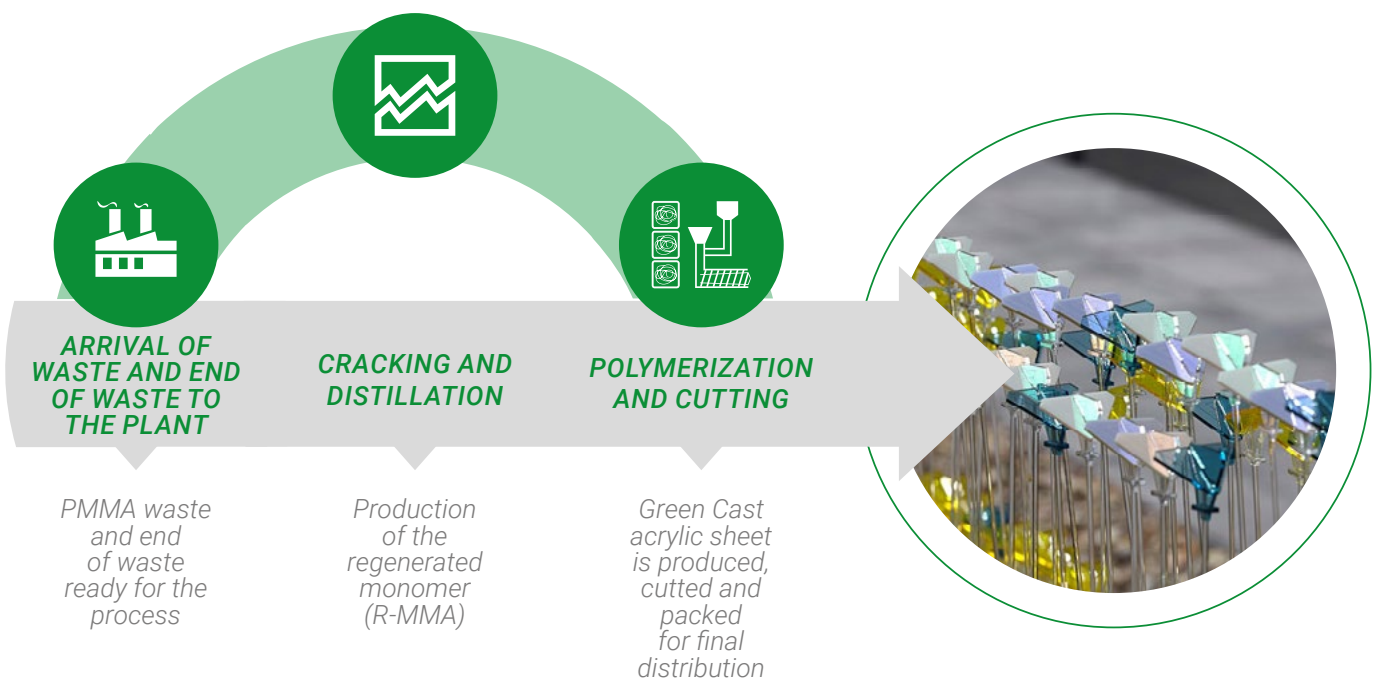 ARRIVAL OF
WASTE AND END
OF WASTE TO
THE PLANT
CRACKING AND
DISTILLATION
POLYMERIZATION
AND CUTTING
PMMA waste
and end
of waste
ready for the
process
Production
of the
regenerated
monomer
(R-MMA)
Green Cast
acrylic sheet
is produced,
cutted and
packed
for final
distribution